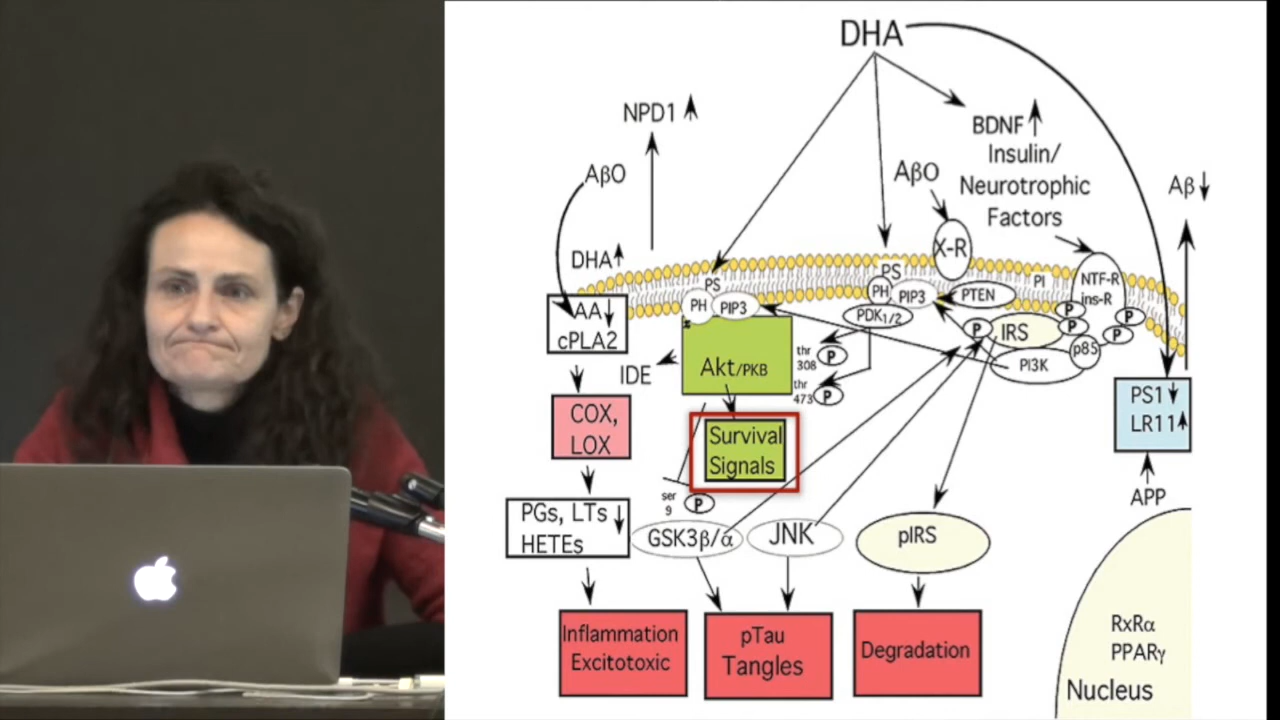 DHA
NPD1
BDNF
Insulin/
Neurotrophic
Factors
AβO
AβO
Aβ
DHA
X-R
PS
PS
PI
NTF-R
ins-R
PH
PIP3
PH
PIP3
PTEN
PDK1/2
P
IRS
P
P
P
P
p85
PI3K
AA
cPLA2
IDE
Akt/PKB
thr
308
P
thr
473
P
PS1
LR11
COX,
LOX
Survival
Signals
ser
9
P
APP
PGs, LTs
HETEs
GSK3β/α
JNK
pIRS
Inflammation
Excitotoxic
pTau
Tangles
Degradation
RxRα
PPARγ
Nucleus